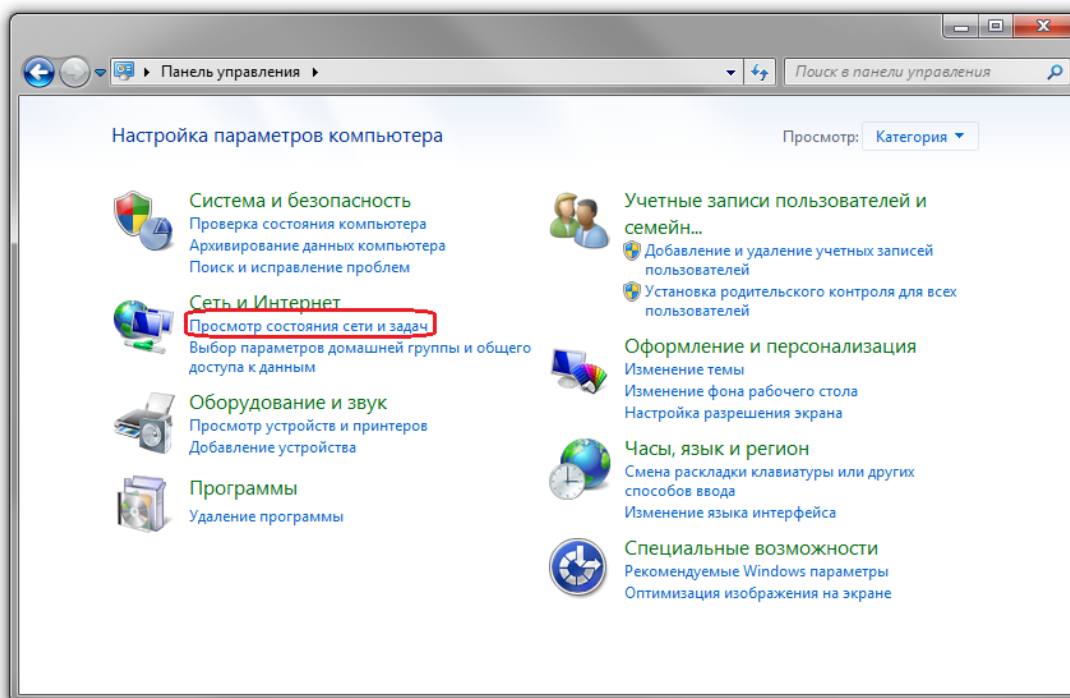 Панель управления
Поиск в панели управления
Настройка параметров компьютера
Просмотр: Категория
Система и безопасность
Проверка состояния компьютера
Архивирование данных компьютера
Поиск и исправление проблем
Сеть и Интернет
Просмотр состояния сети и задач
Выбор параметров домашней группы и общего
доступа к данным
Оборудование и звук
Просмотр устройств и принтеров
Добавление устройства
Программы
Удаление программы
Учетные записи пользователей и
семейн...
Добавление и удаление учетных записей
пользователей
Установка родительского контроля для всех
пользователей
Оформление и персонализация
Изменение темы
Изменение фона рабочего стола
Настройка разрешения экрана
Часы, язык и регион
Смена раскладки клавиатуры или других
способов ввода
Изменение языка интерфейса
Специальные возможности
Рекомендуемые Windows параметры
Оптимизация изображения на экране